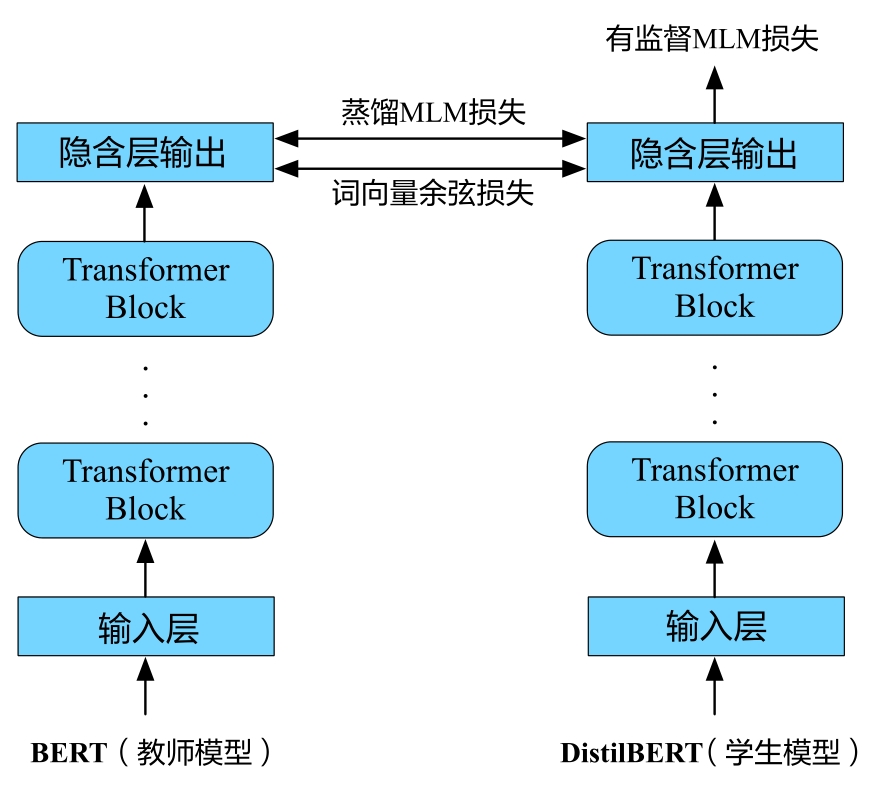 有监督MLM损失
蒸馏MLM损失
隐含层输出
隐含层输出
词向量余弦损失
Transformer
Block
Transformer
Block
.
.
.
.
.
.
Transformer
Block
Transformer
Block
输入层
输入层
BERT（教师模型）
DistilBERT（学生模型）